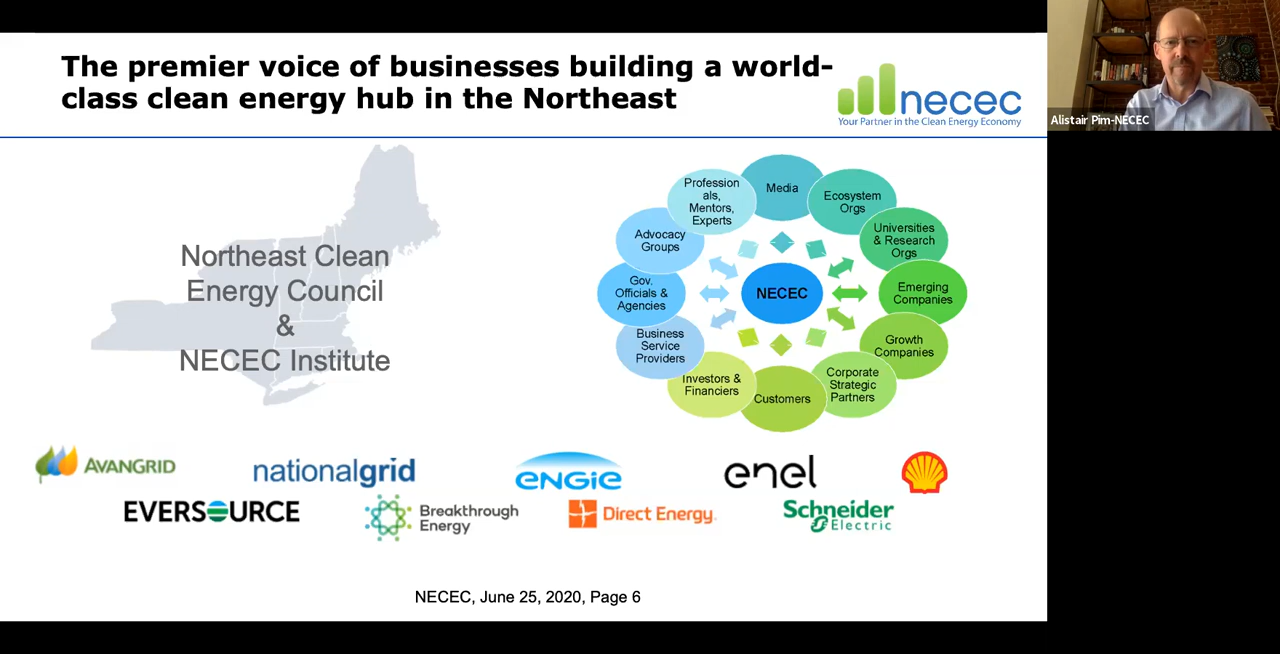 The premier voice of businesses building a world-
class clean energy hub in the Northeast
necec
Your Partner in the Clean Energy Economy
Alistair Pim-NECEC
Northeast Clean
Energy Council
&
NECEC Institute
Media
Ecosystem
Orgs
Universities
& Research
Orgs
Emerging
Companies
Growth
Companies
Corporate
Strategic
Partners
Customers
Investors &
Financiers
Business
Service
Providers
Gov.
Officials &
Agencies
Advocacy
Groups
Profession
als,
Mentors,
Experts
NECEC
AVANGRID
nationalgrid
ENGIE
enel
EVERSOURCE
Breakthrough
Energy
Direct Energy.
Schneider
Electric
NECEC, June 25, 2020, Page 6